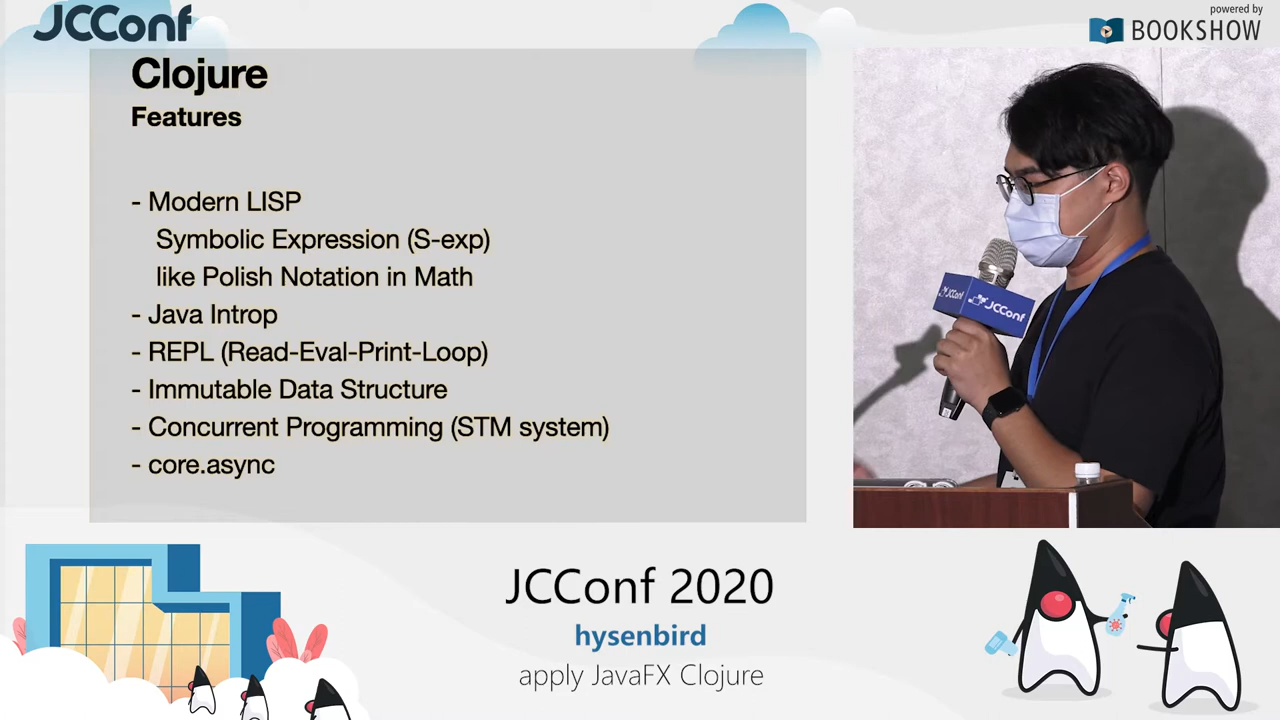 JCConf
powered by
BOOKSHOW
Clojure
Features
- Modern LISP
Symbolic Expression (S-exp)
like Polish Notation in Math
- Java Introp
- REPL (Read-Eval-Print-Loop)
- Immutable Data Structure
- Concurrent Programming (STM system)
- core.async
JCConf
JCConf
JCConf 2020
hysenbird
apply JavaFX Clojure